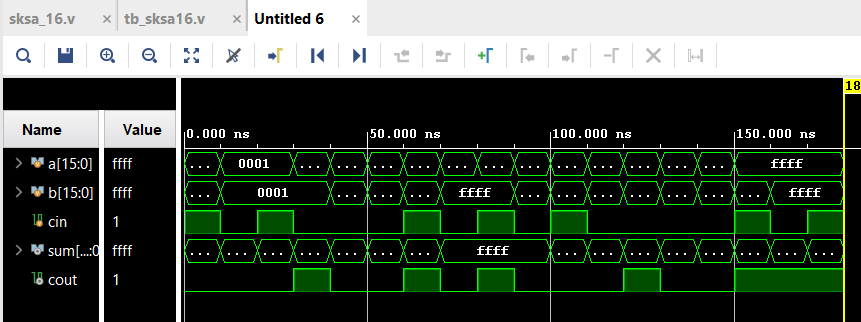 sksa_16.v × tb_sksa16.v × Untitled 6 ×
18
Name Value
0.000 ns 50.000 ns 100.000 ns 150.000 ns
a[15:0] ffff ... 0001 ... ... ... ... ... ... ... ... ... ... ... ffff
b[15:0] ffff ... 0001 ... ... ... ffff ... ... ... ... ... ... ... ffff
cin 1
sum[...:0 ffff ... ... ... ... ... ... ... ffff ... ... ... ... ... ... ... ...
cout 1